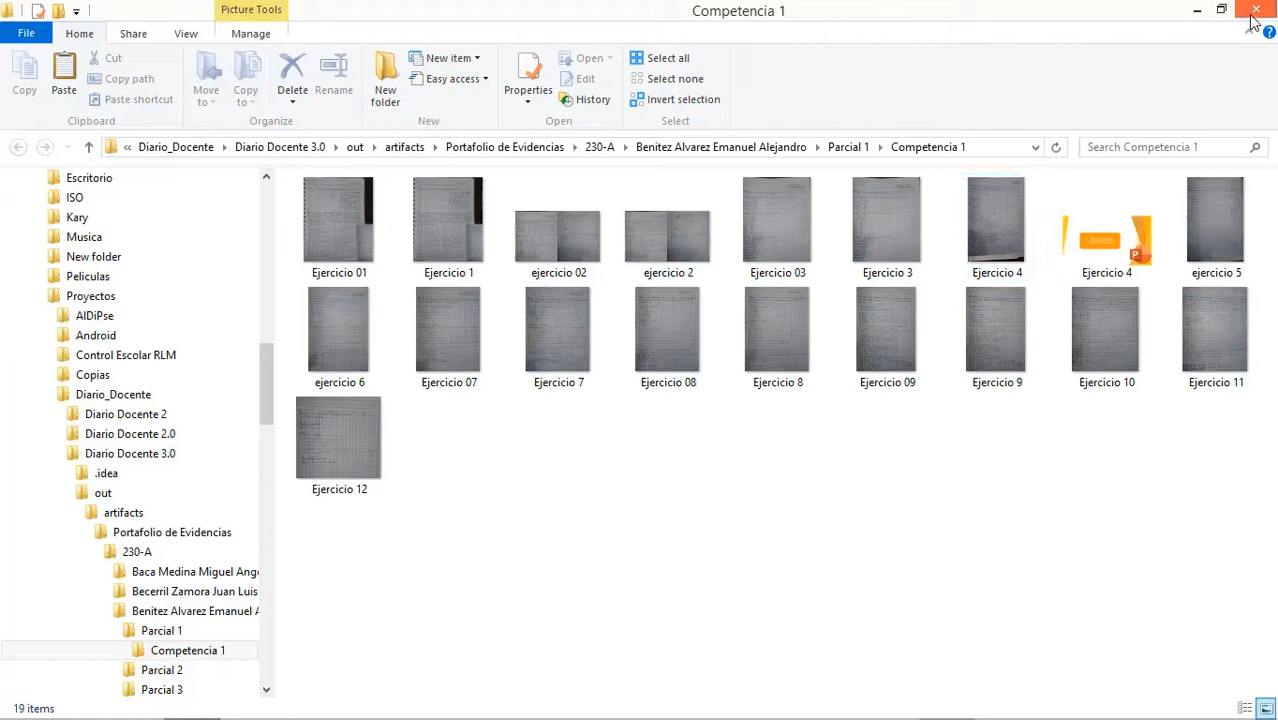 Picture Tools
Competencia 1
File
Home
Share
View
Manage
Copy
Paste
Cut
Copy path
Paste shortcut
Clipboard
Move to
Copy to
Delete
Rename
Organize
New folder
New item
Easy access
New
Properties
Open
Edit
History
Open
Select all
Select none
Invert selection
Select
Diario_Docente
Diario Docente 3.0
out
artifacts
Portafolio de Evidencias
230-A
Benitez Alvarez Emanuel Alejandro
Parcial 1
Competencia 1
Search Competencia 1
Escritorio
ISO
Kary
Musica
New folder
Peliculas
Proyectos
AIDiPse
Android
Control Escolar RLM
Copias
Diario_Docente
Diario Docente 2
Diario Docente 2.0
Diario Docente 3.0
.idea
out
artifacts
Portafolio de Evidencias
230-A
Baca Medina Miguel Ange
Becerril Zamora Juan Luis
Benitez Alvarez Emanuel A
Parcial 1
Competencia 1
Parcial 2
Parcial 3
Ejercicio 01
Ejercicio 1
ejercicio 02
ejercicio 2
Ejercicio 03
Ejercicio 3
Ejercicio 4
Ejercicio 4
ejercicio 5
ejercicio 6
Ejercicio 07
Ejercicio 7
Ejercicio 08
Ejercicio 8
Ejercicio 09
Ejercicio 9
Ejercicio 10
Ejercicio 11
Ejercicio 12
19 items